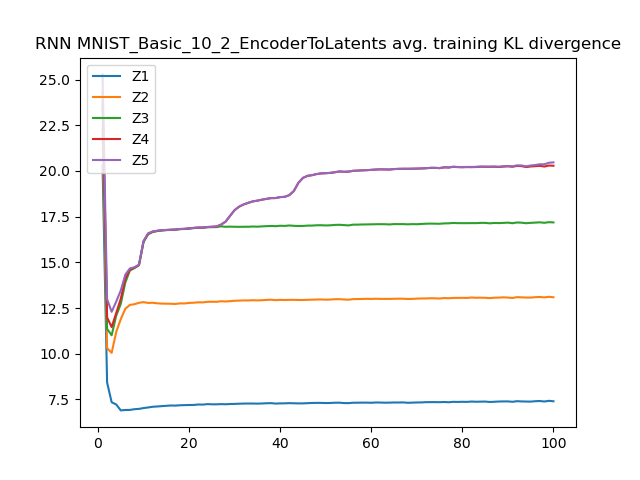 RNN MNIST_Basic_10_2_EncoderToLatents avg. training KL divergence
25.0
22.5
20.0
17.5
15.0
12.5
10.0
7.5
Z1
Z2
Z3
Z4
Z5
0 20 40 60 80 100